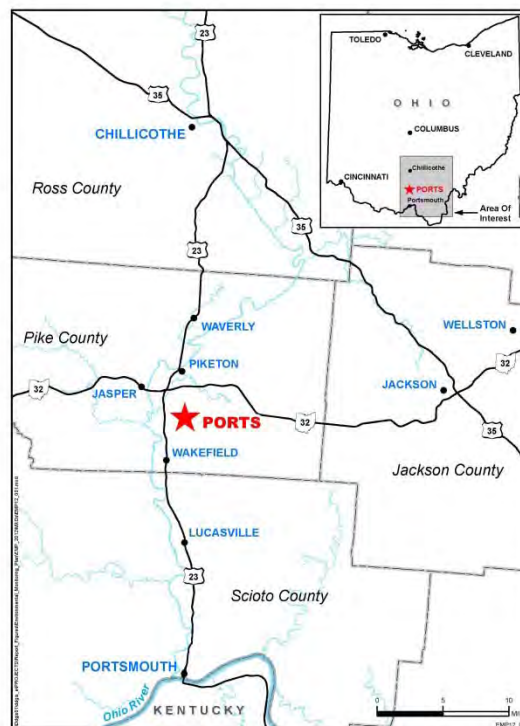 23
TOLEDO
CLEVELAND
OHIO
COLUMBUS
Chillicothe
CINCINNATI
PORTS
Portsmouth
Area Of
Interest
35
CHILLICOTHE
Ross County
35
23
WAVERLY
WELLSTON
Pike County
PIKETON
32
JASPER
JACKSON
32
PORTS
32
35
WAKEFIELD
Jackson County
LUCASVILLE
23
Scioto County
PORTSMOUTH
Ohio River
KENTUCKY
0
10